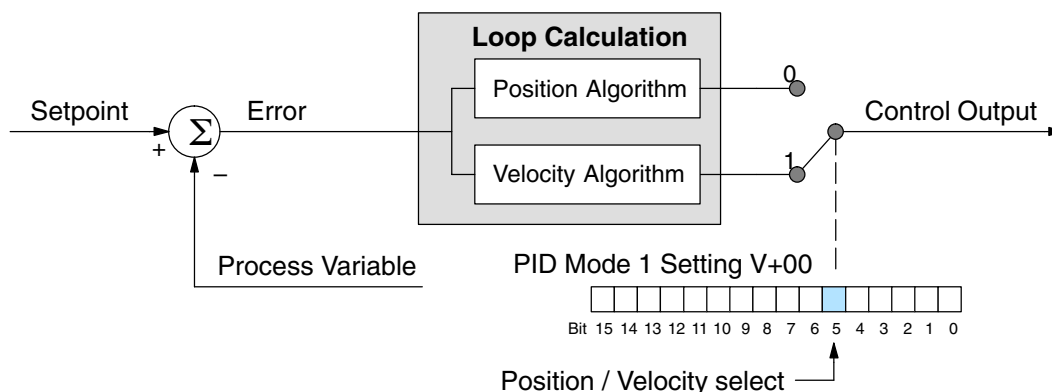 Loop Calculation
0
Position Algorithm
Setpoint
Error
Control Output
+
Σ
−
1
Velocity Algorithm
Process Variable
PID Mode 1 Setting V+00
Bit 15 14 13 12 11 10 9 8 7 6 5 4 3 2 1 0
Position / Velocity select